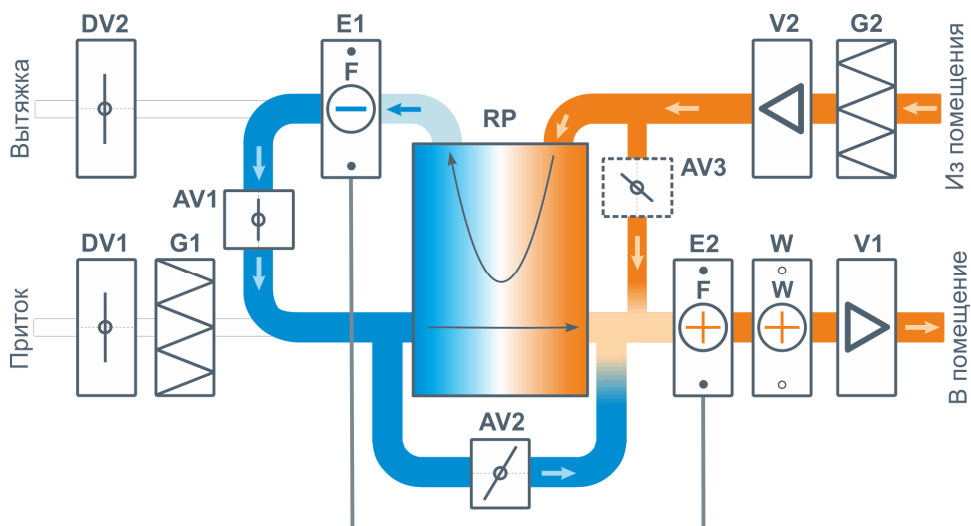 DV2
E1
V2
G2
F
Вытяжка
Из помещения
RP
AV1
AV3
DV1
G1
E2
W
V1
F
W
Приток
В помещение
AV2